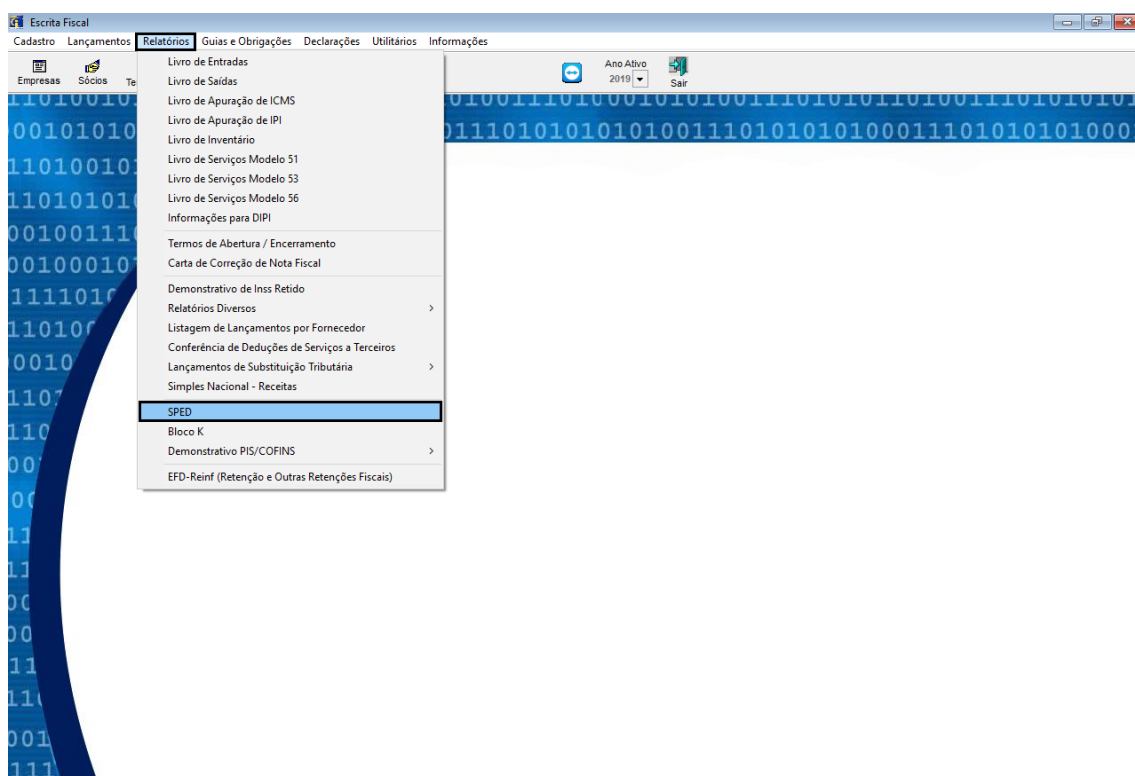 Escrita Fiscal
Cadastro Lançamentos Relatórios Guias e Obrigações Declarações Utilitários Informações
Empresas Sócios Te
Ano Ativo
2019
Sair
Livro de Entradas
Livro de Saídas
Livro de Apuração de ICMS
Livro de Apuração de IPI
Livro de Inventário
Livro de Serviços Modelo 51
Livro de Serviços Modelo 53
Livro de Serviços Modelo 56
Informações para DIPI
Termos de Abertura / Encerramento
Carta de Correção de Nota Fiscal
Demonstrativo de Inss Retido
Relatórios Diversos
Listagem de Lançamentos por Fornecedor
Conferência de Deduções de Serviços a Terceiros
Lançamentos de Substituição Tributária
Simples Nacional - Receitas
SPED
Bloco K
Demonstrativo PIS/COFINS
EFD-Reinf (Retenção e Outras Retenções Fiscais)